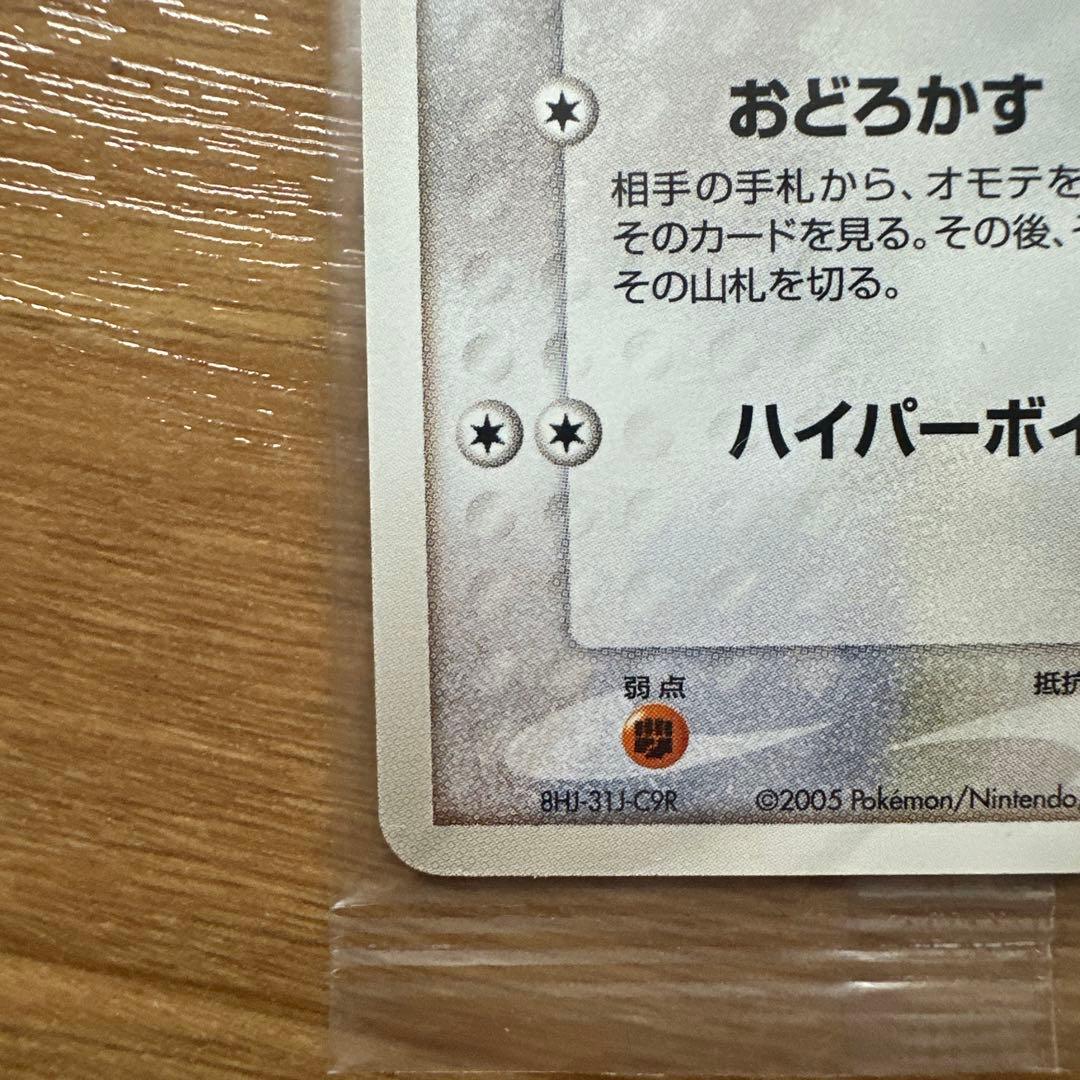 おどろかす
相手の手札から、オモテを
そのカードを見る。その後、
その山札を切る。
ハイパーボイ
弱点
抵抗
8HJ-31J-C9R
©2005 Pokémon/Nintendo